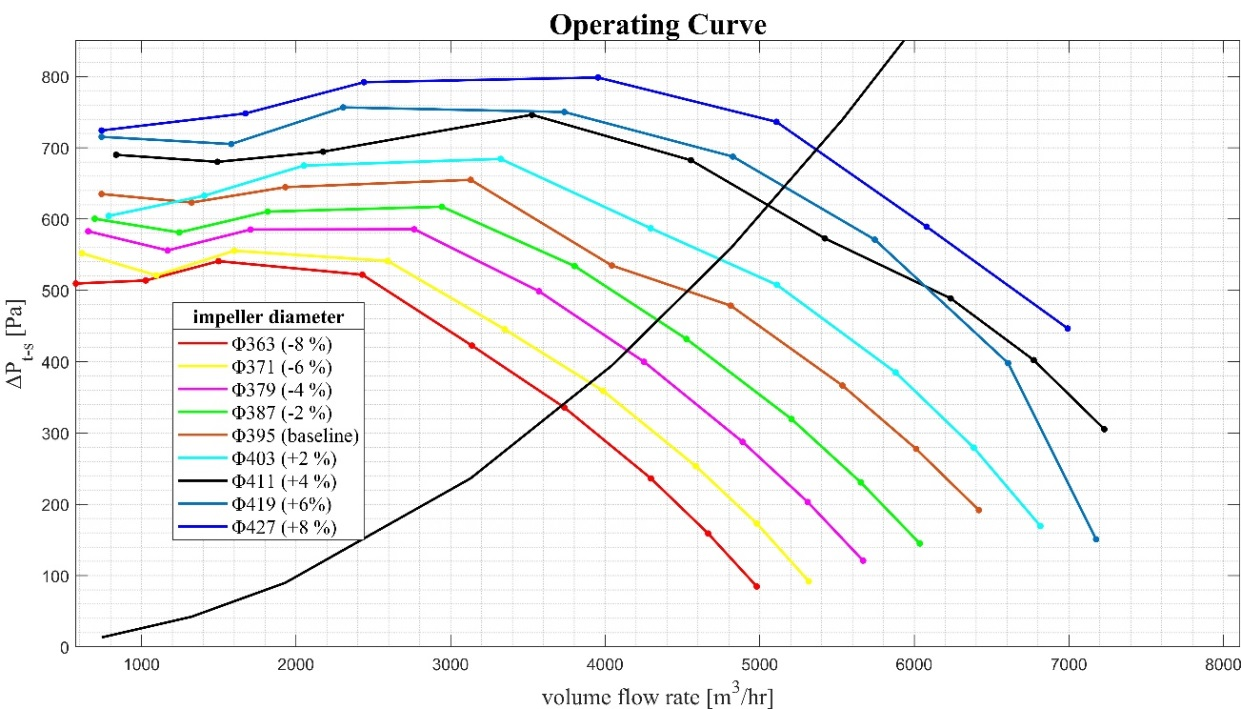 Operating Curve
800
700
600
500
400
300
200
100
0
ΔPt-s [Pa]
impeller diameter
Φ363 (-8 %)
Φ371 (-6 %)
Φ379 (-4 %)
Φ387 (-2 %)
Φ395 (baseline)
Φ403 (+2 %)
Φ411 (+4 %)
Φ419 (+6%)
Φ427 (+8 %)
1000 2000 3000 4000 5000 6000 7000 8000
volume flow rate [m³/hr]